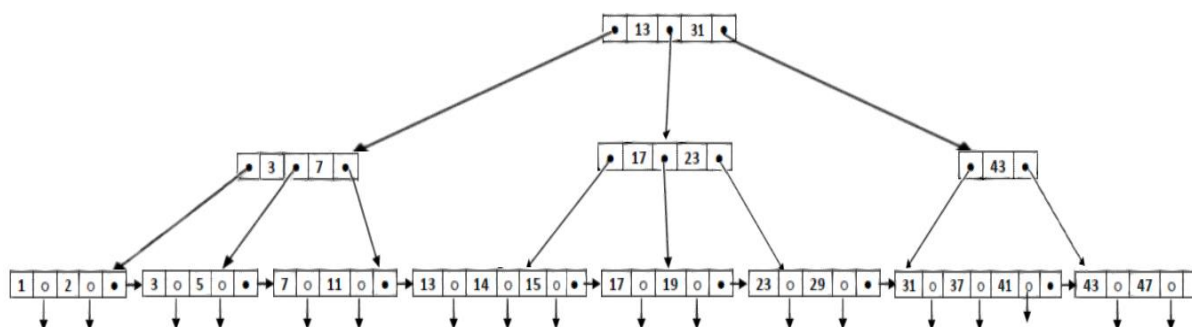 13 31
3 7
17 23
43
1 o 2 o
3 o 5 o
7 o 11 o
13 o 14 o 15 o
17 o 19 o
23 o 29 o
31 o 37 o 41 o
43 o 47 o